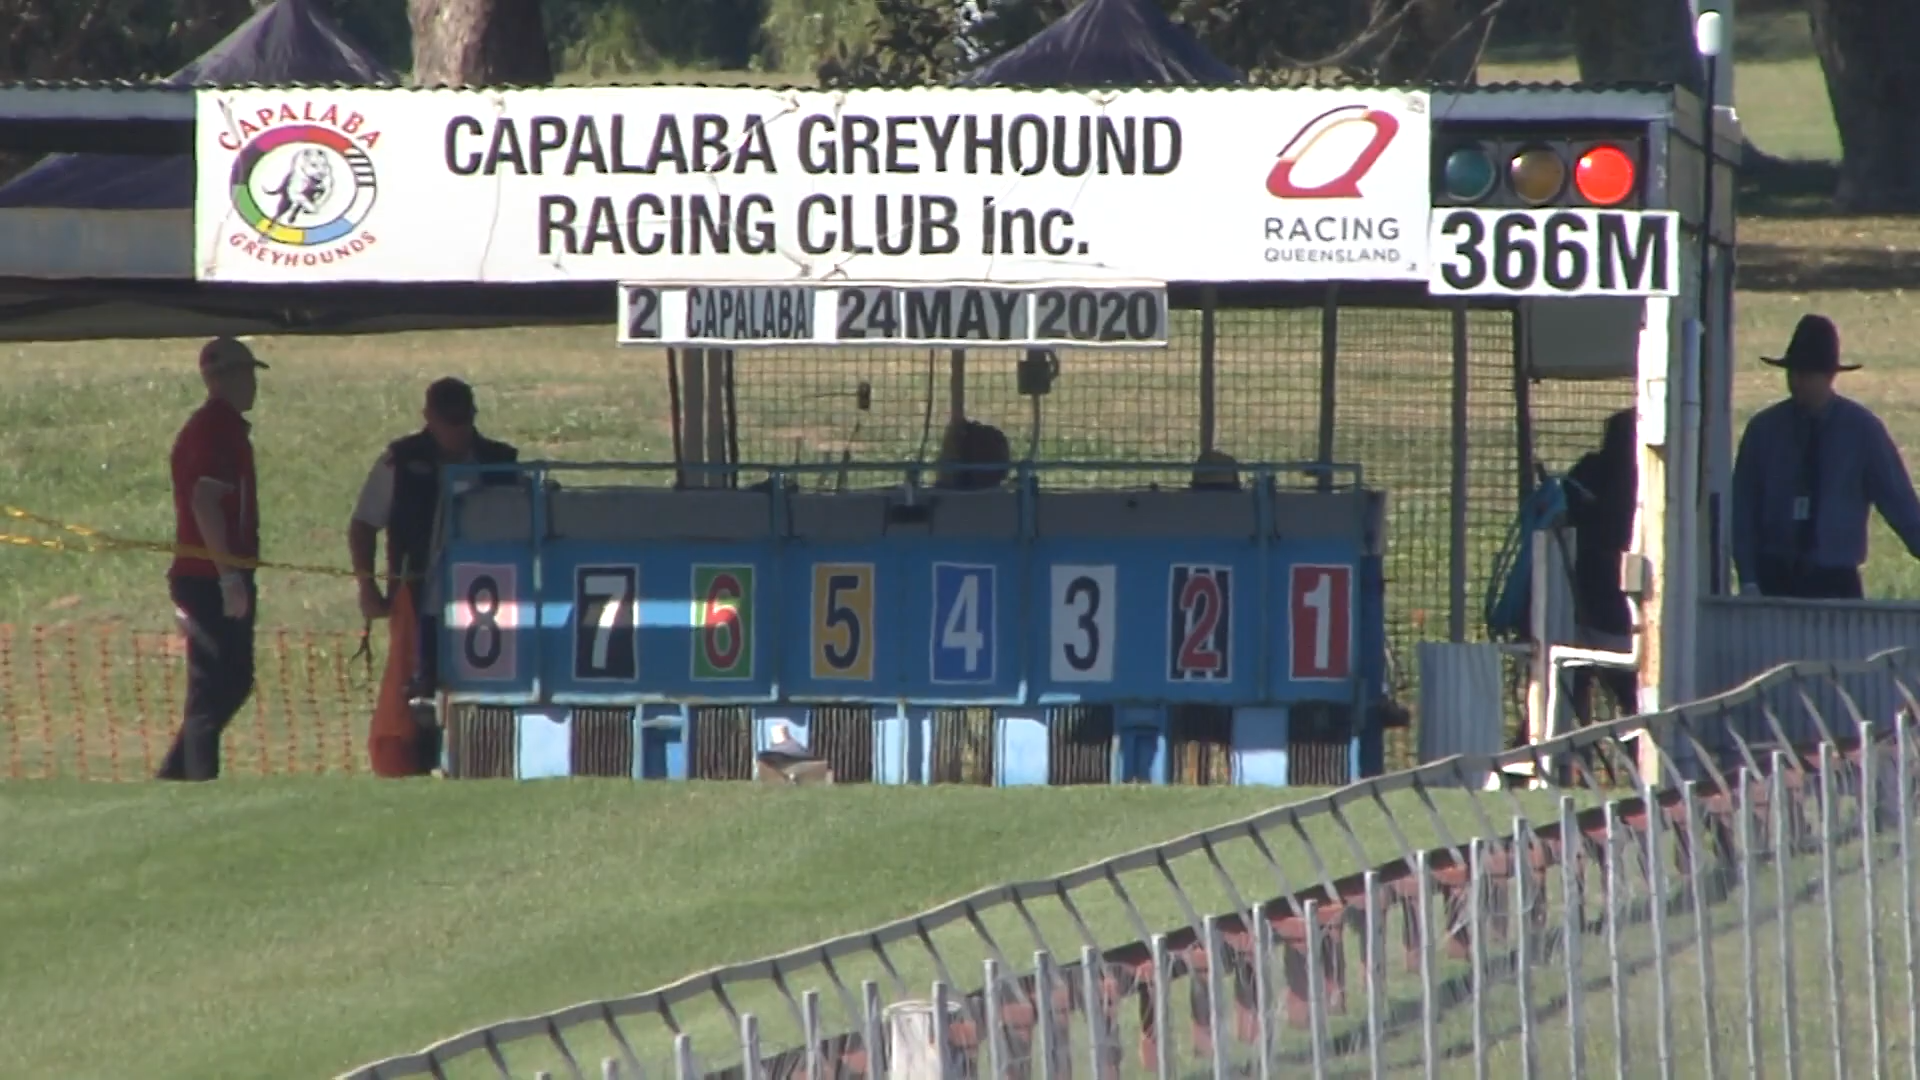 CAPALABA
GREYHOUNDS
CAPALABA GREYHOUND
RACING CLUB Inc.
RACING
QUEENSLAND
366M
2 CAPALABA 24 MAY 2020
8 7 6 5 4 3 2 1